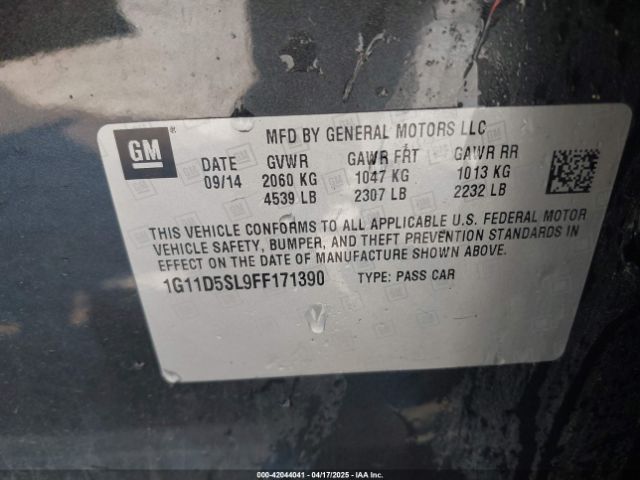 GM
®
MFD BY GENERAL MOTORS LLC
DATE GVWR GAWR FRT GAWR RR
09/14 2060 KG 1047 KG 1013 KG
4539 LB 2307 LB 2232 LB
THIS VEHICLE CONFORMS TO ALL APPLICABLE U.S. FEDERAL MOTOR
VEHICLE SAFETY, BUMPER, AND THEFT PREVENTION STANDARDS IN
EFFECT ON THE DATE OF MANUFACTURE SHOWN ABOVE.
1G11D5SL9FF171390 TYPE: PASS CAR
000-42044041 - 04/17/2025 - IAA Inc. Copyright